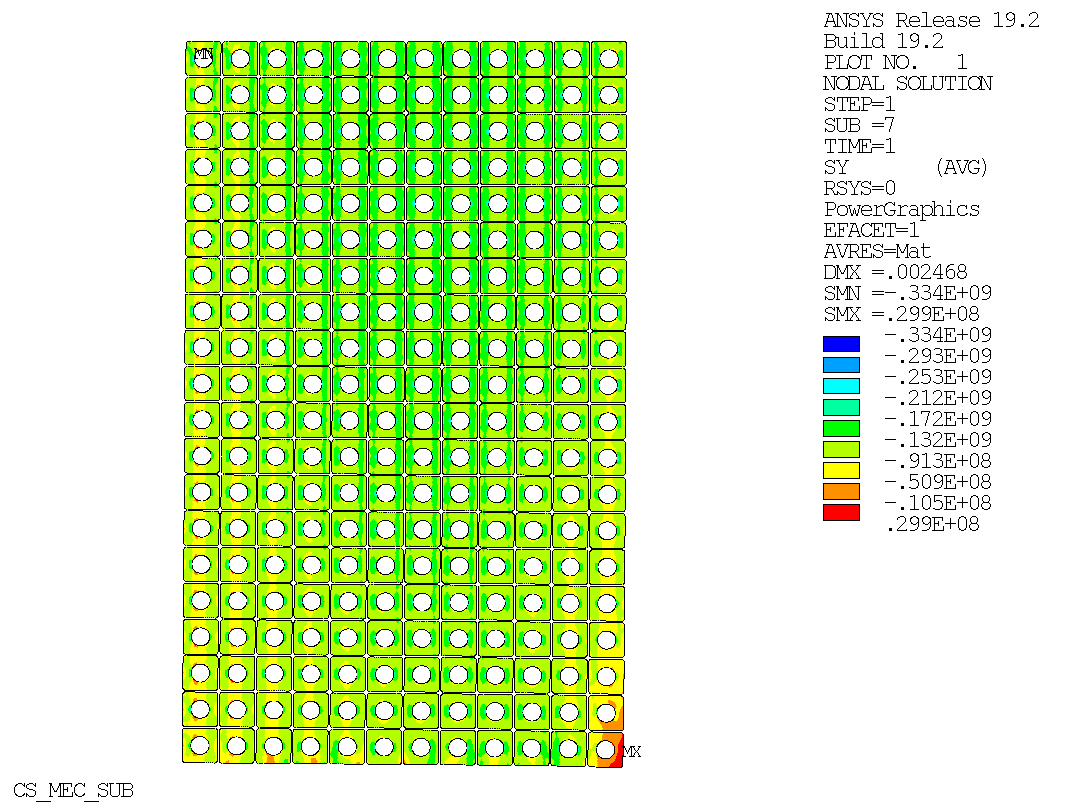 ANSYS Release 19.2
Build 19.2
PLOT NO. 1
NODAL SOLUTION
STEP=1
SUB =7
TIME=1
SY (AVG)
RSYS=0
PowerGraphics
EFACET=1
AVRES=Mat
DMX =.002468
SMN =-.334E+09
SMX =.299E+08
-.334E+09
-.293E+09
-.253E+09
-.212E+09
-.172E+09
-.132E+09
-.913E+08
-.509E+08
-.105E+08
.299E+08
MN
MX
CS_MEC_SUB